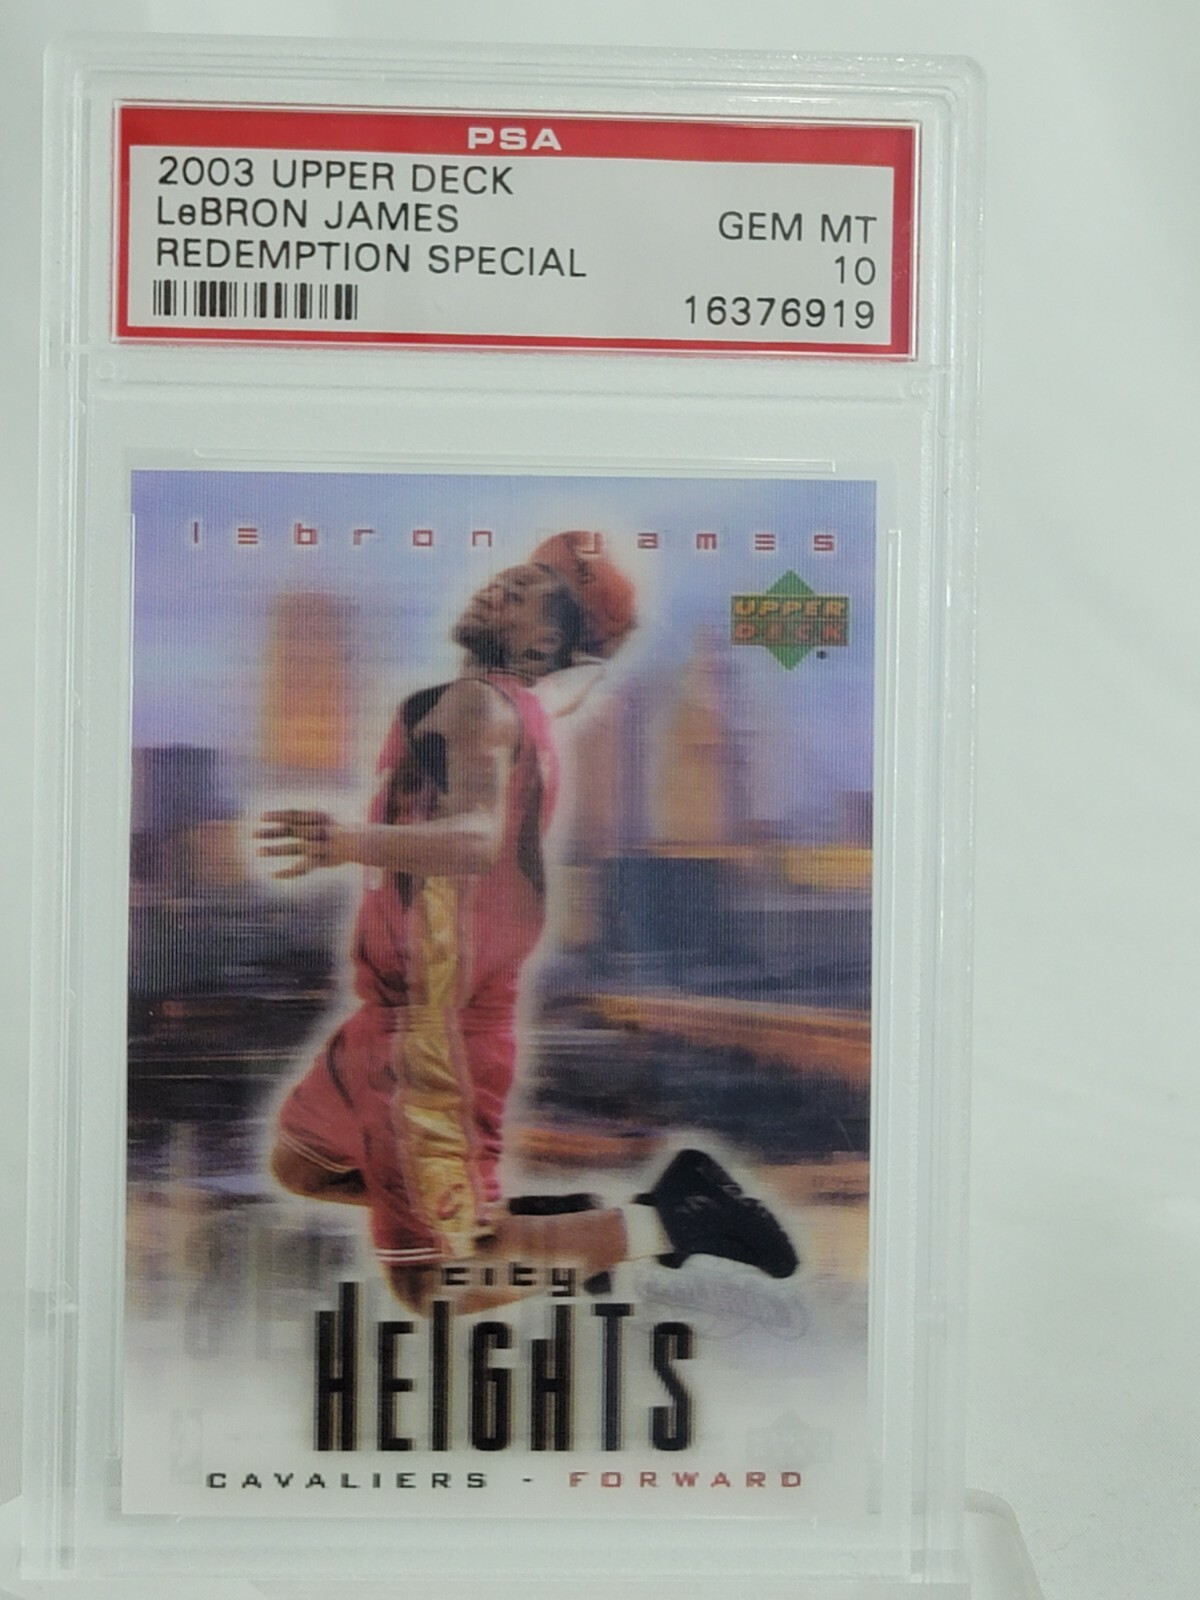 PSA
2003 UPPER DECK
LeBRON JAMES
REDEMPTION SPECIAL
GEM MT
10
16376919
lebron james
UPPER
DECK
city
HEIGHTS
CAVALIERS - FORWARD